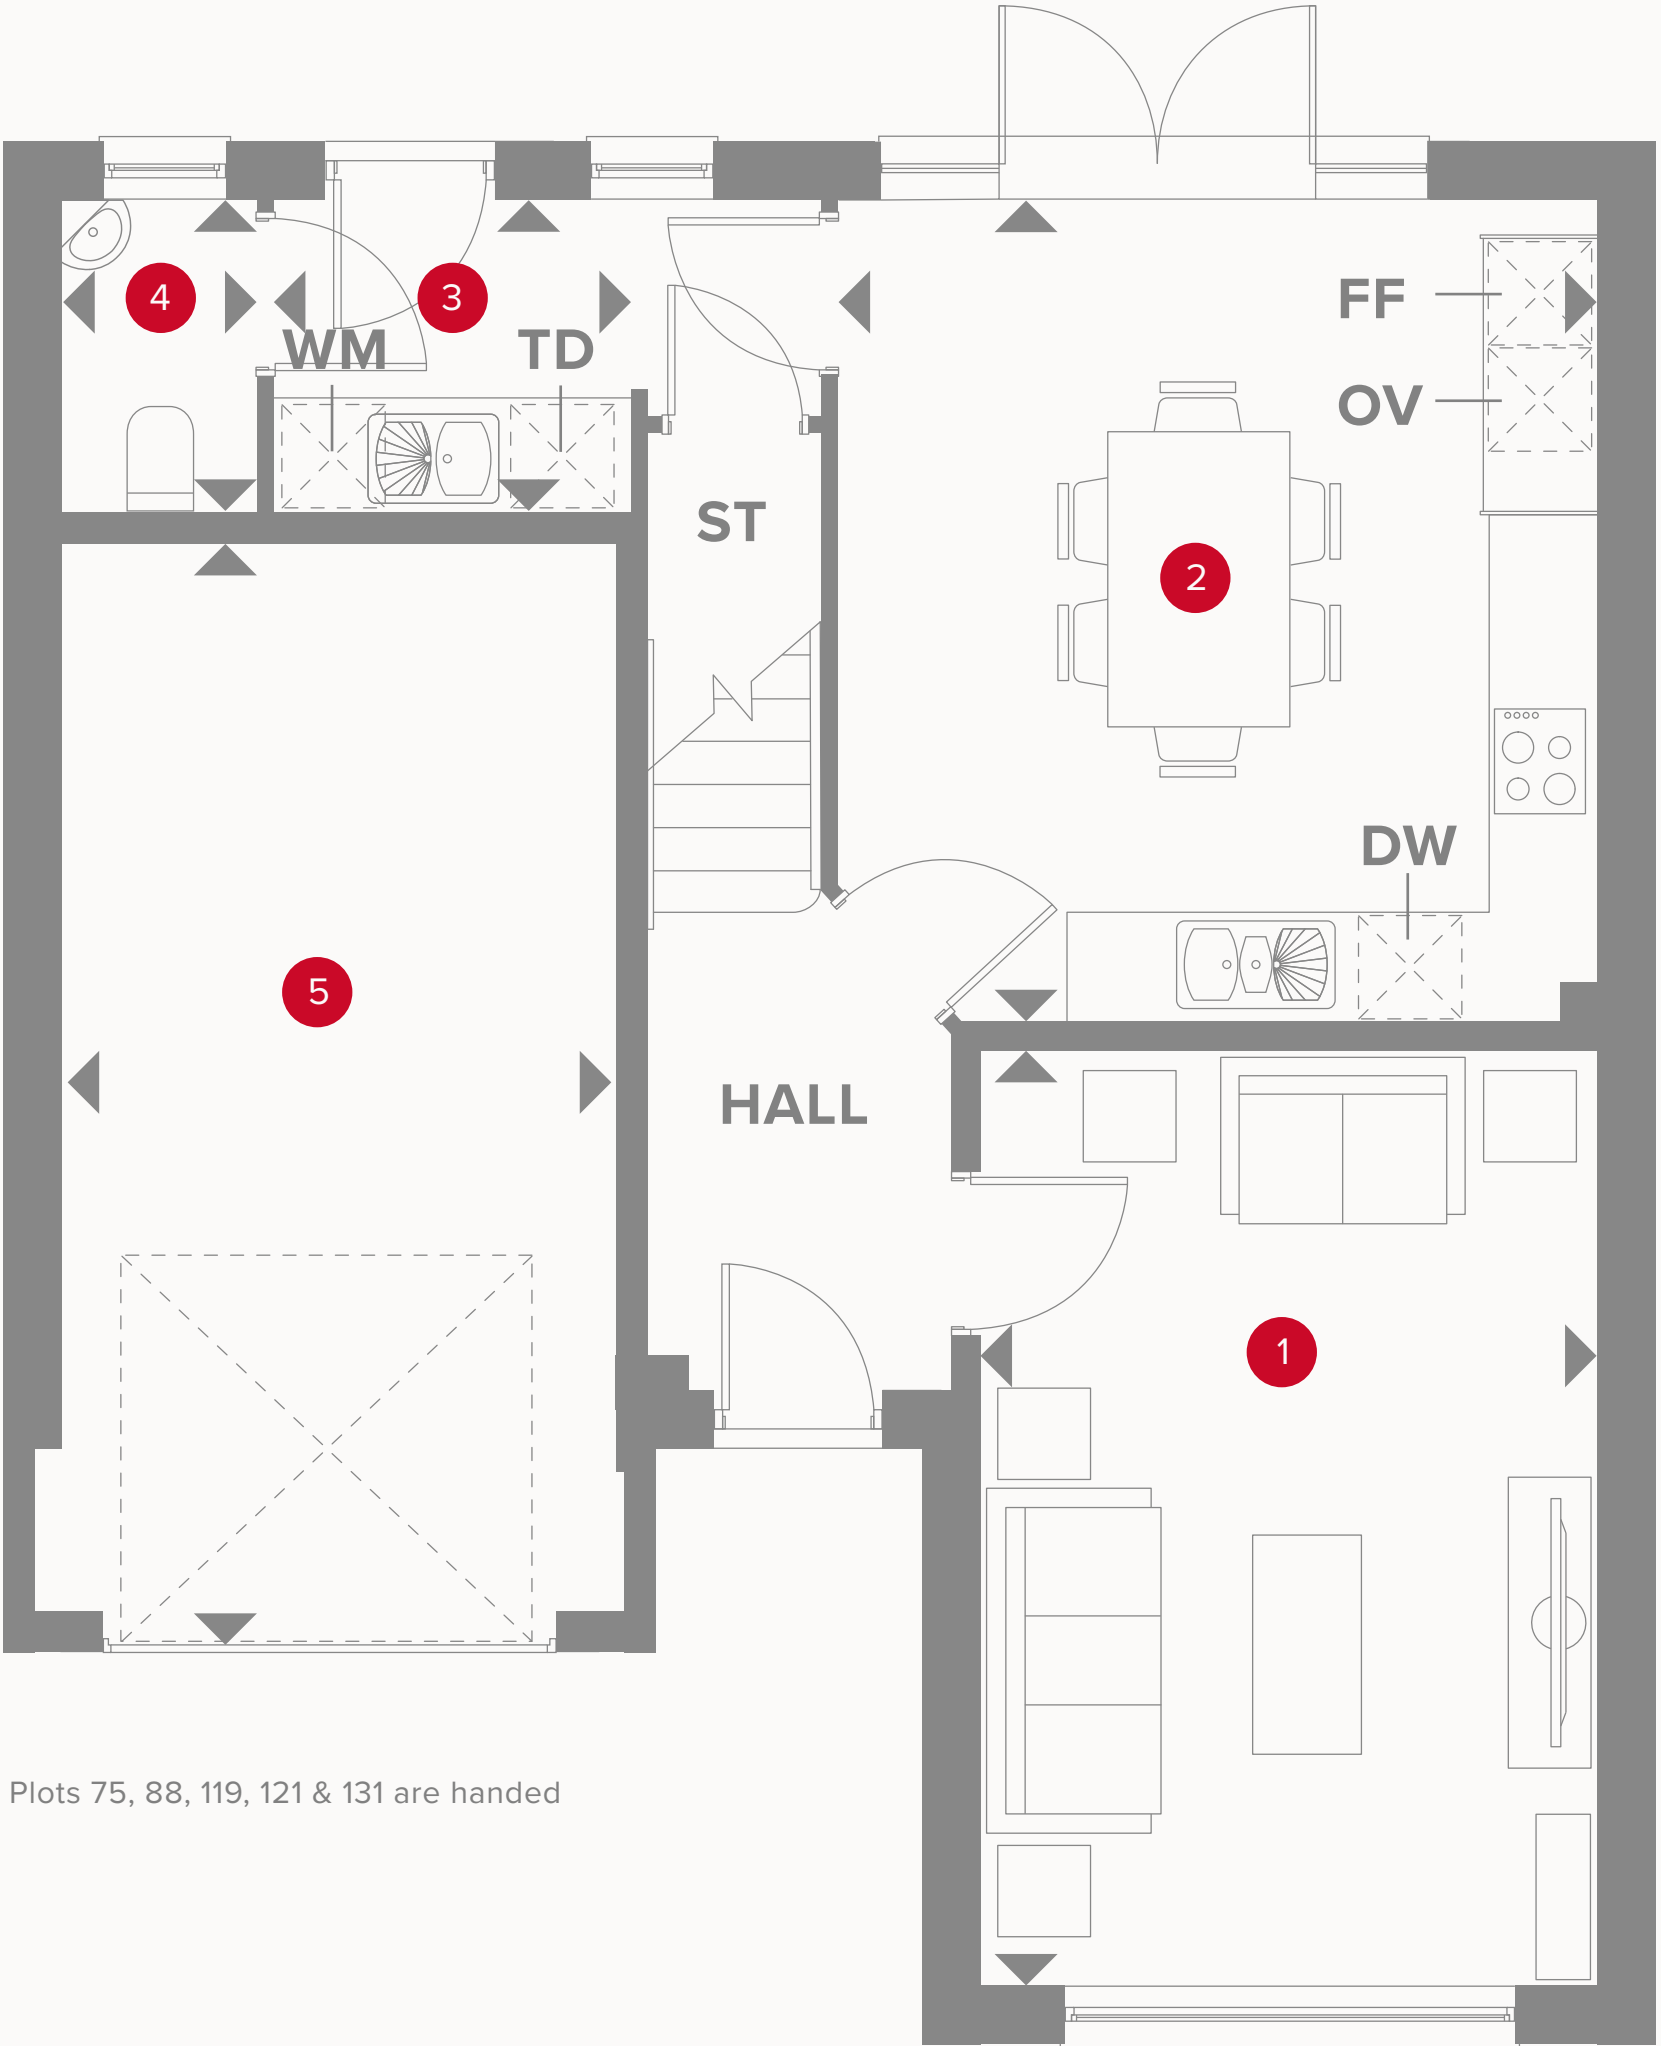 4
3
FF
WM
TD
OV
ST
2
DW
5
HALL
1
Plots 75, 88, 119, 121 & 131 are handed